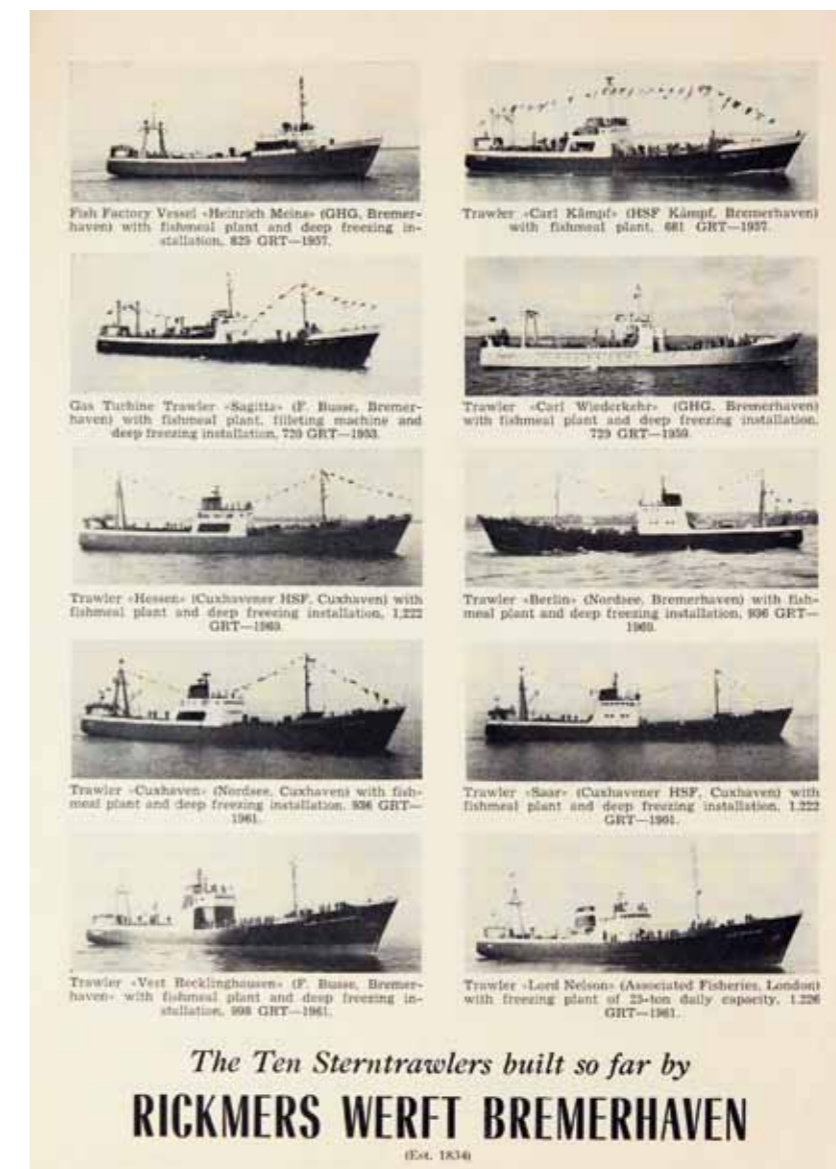 Fish Factory Vessel «Heinrich Meins» (GHG, Bremer-
haven) with fishmeal plant and deep freezing in-
stallation, 825 GRT—1957.
Trawler «Carl Kämpf» (HSF Kämpf, Bremerhaven)
with fishmeal plant, 681 GRT—1957.
Gas Turbine Trawler «Sagitta» (F. Busse, Bremer-
haven) with fishmeal plant, filleting machine and
deep freezing installation, 720 GRT—
Trawler «Carl Wiederkehr» (GHG, Bremerhaven)
with fishmeal plant and deep freezing installation,
729 GRT—1959.
Trawler «Hessen» (Cuxhavener HSF, Cuxhaven) with
fishmeal plant and deep freezing installation, 1,222
GRT—
Trawler «Berlin» (Nordsee, Bremerhaven) with fish-
meal plant and deep freezing installation, 936 GRT—
Trawler «Cuxhaven» (Nordsee, Cuxhaven) with fish-
meal plant and deep freezing installation, 936 GRT—
1961.
Trawler «Saar» (Cuxhavener HSF, Cuxhaven) with
fishmeal plant and deep freezing installation, 1.222
GRT—1961.
Trawler «Vest Recklinghausen» (F. Busse, Bremer-
haven» with fishmeal plant and deep freezing in-
stallation, 998 GRT—1961.
Trawler «Lord Nelson» (Associated Fisheries, London)
with freezing plant of 25-ton daily capacity, 1.226
GRT—1961.
The Ten Sterntrawlers built so far by
RICKMERS WERFT BREMERHAVEN
(Est. 1834)